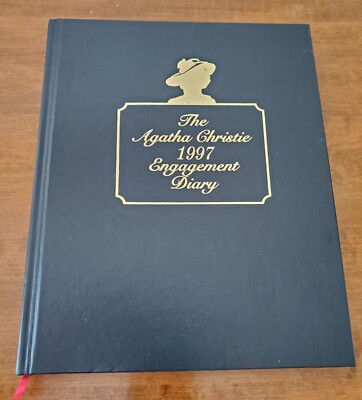 The
Agatha Christie
1997
Engagement
Diary